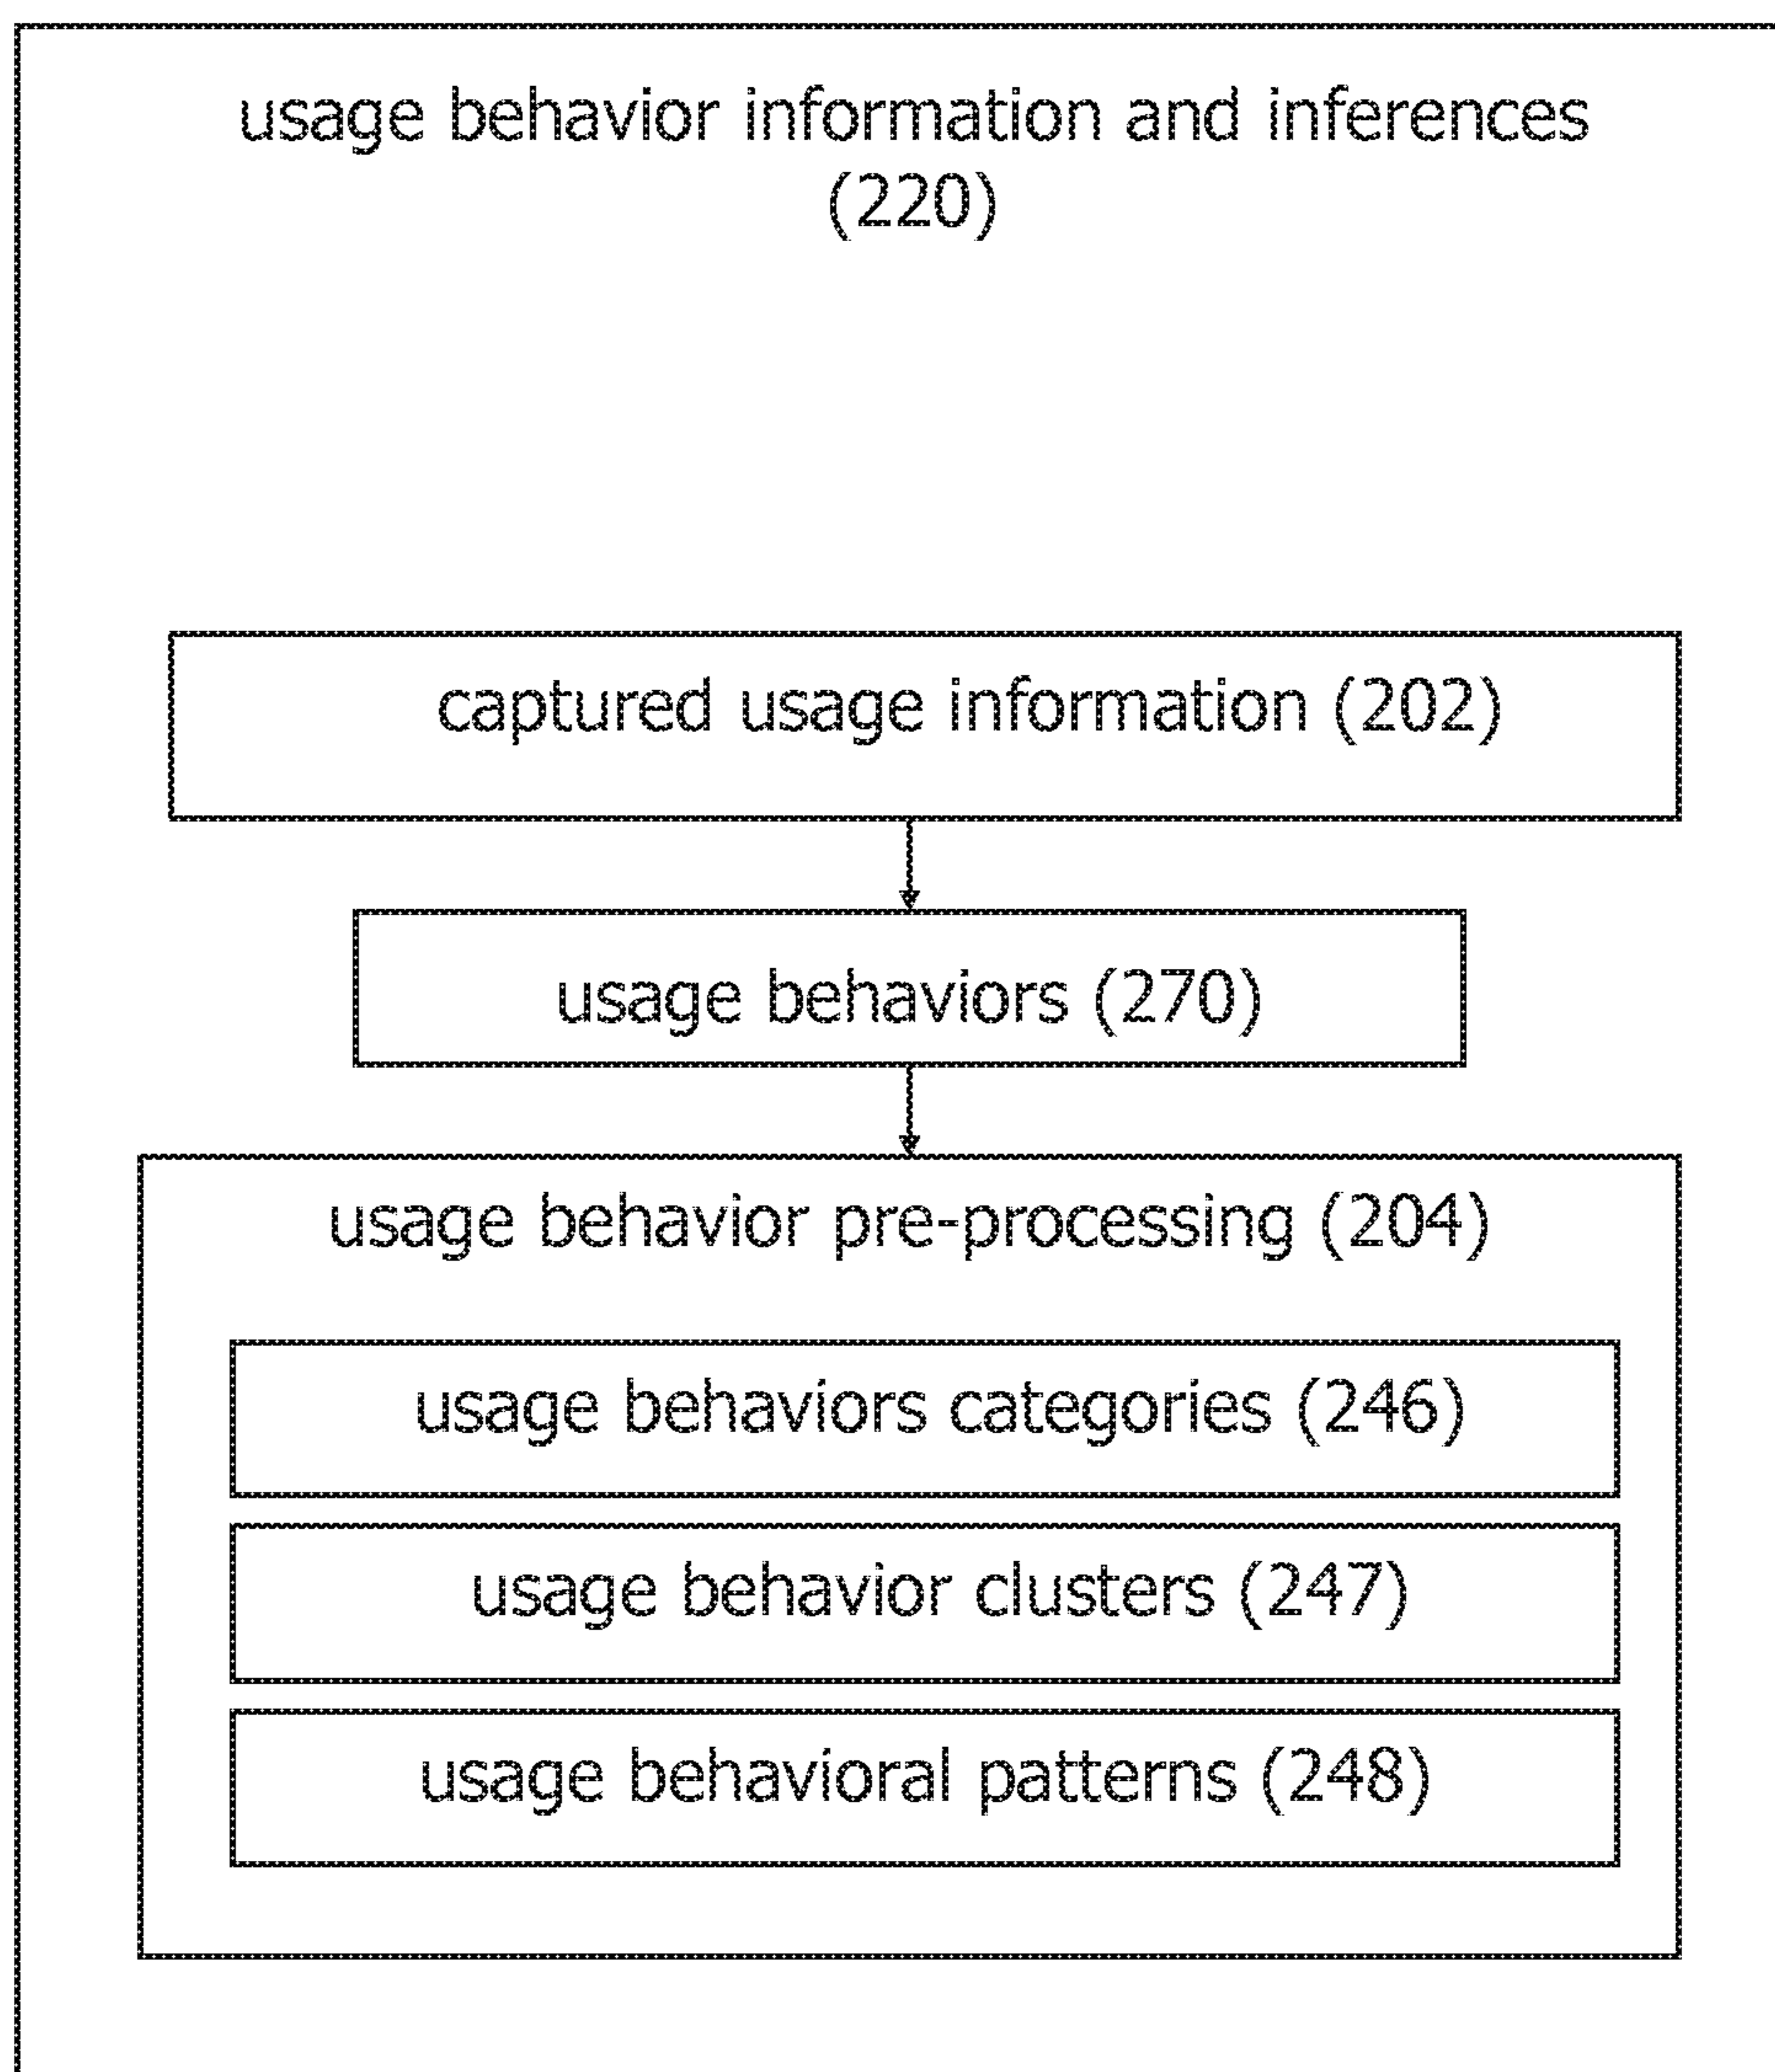 usage behavior information and inferences
(220)
captured usage information (202)
usage behaviors (270)
usage behavior pre-processing (204)
usage behaviors categories (246)
usage behavior clusters (247)
usage behavioral patterns (248)